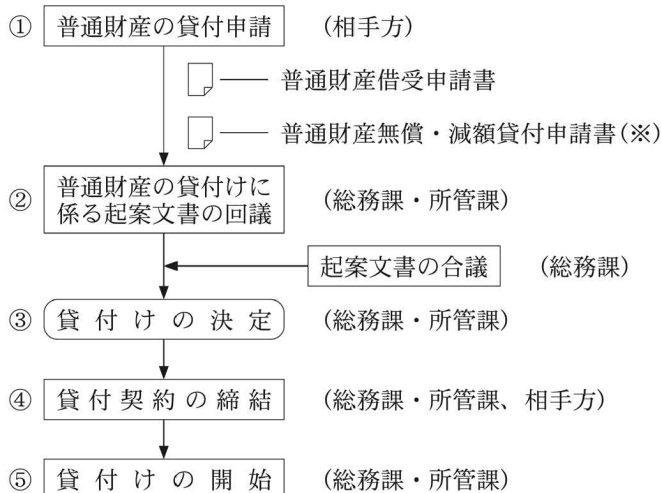 ① 普通財産の貸付申請 (相手方)
普通財産借受申請書
普通財産無償・減額貸付申請書(※)
② 普通財産の貸付けに
係る起案文書の回議 (総務課・所管課)
起案文書の合議 (総務課)
③ 貸付けの決定 (総務課・所管課)
④ 貸付契約の締結 (総務課・所管課、相手方)
⑤ 貸付けの開始 (総務課・所管課)